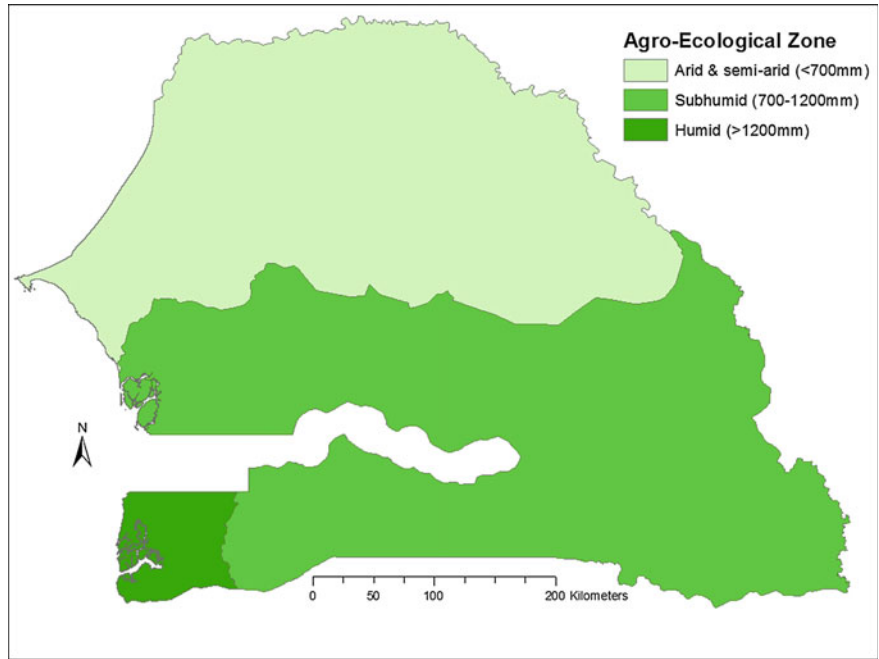 Agro-Ecological Zone
Arid & semi-arid (<700mm)
Subhumid (700-1200mm)
Humid (>1200mm)
N
0 50 100 200 Kilometers